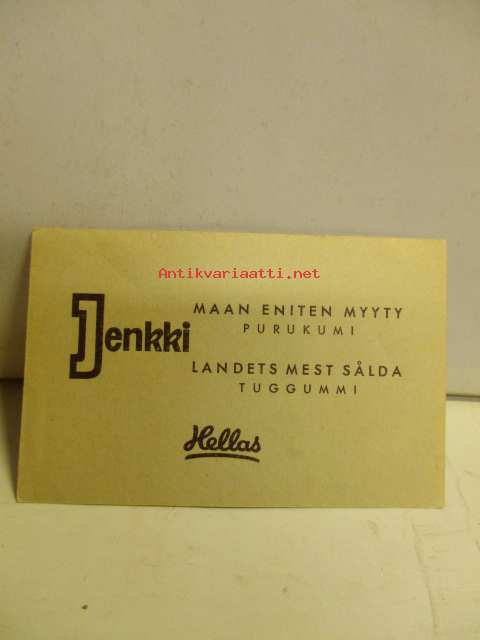 Antikvariaatti.net
Jenkki
MAAN ENITEN MYYTY
PURUKUMI
LANDETS MEST SÅLDA
TUGGUMMI
Hellas